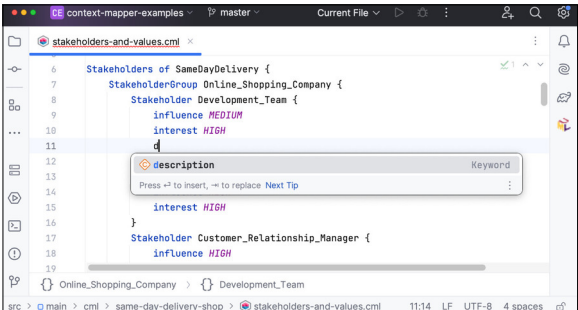 CE context-mapper-examples master Current File
stakeholders-and-values.cml
6 Stakeholders of SameDayDelivery { 1
7 StakeholderGroup Online_Shopping_Company {
8 Stakeholder Development_Team {
9 influence MEDIUM
10 interest HIGH
11 d
12 description Keyword
13
14 Press ↵ to insert, ⇥ to replace Next Tip
15 interest HIGH
16 }
17 Stakeholder Customer_Relationship_Manager {
18 influence HIGH
19
{} Online_Shopping_Company > {} Development_Team
src > main > cml > same-day-delivery-shop > stakeholders-and-values.cml 11:14 LF UTF-8 4 spaces